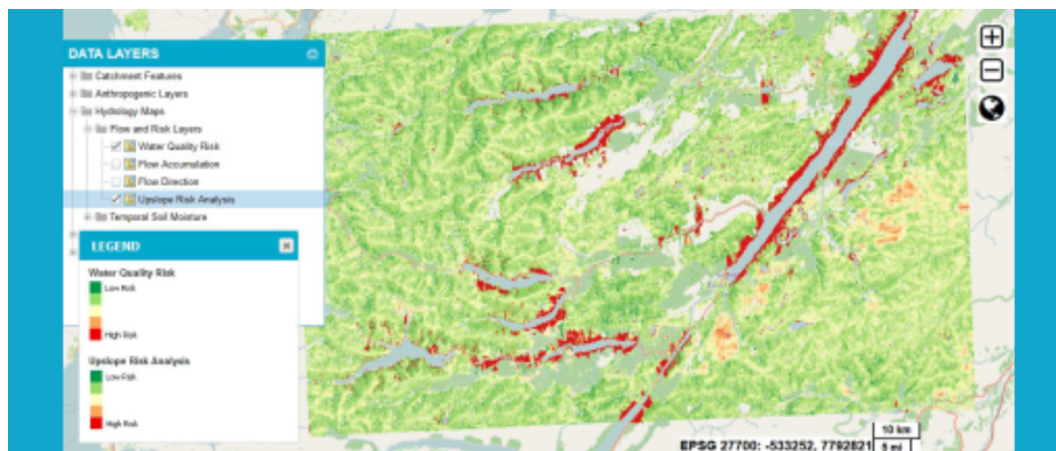 DATA LAYERS
Catchment Features
Anthropogenic Layers
Hydrology Maps
Flow and Risk Layers
Water Quality Risk
Flow Accumulation
Flow Direction
Upslope Risk Analysis
Temporal Soil Moisture
LEGEND
Water Quality Risk
Low Risk
High Risk
Upslope Risk Analysis
Low Risk
High Risk
10 km
EPSG 27700: -533252, 7792821
5 mi